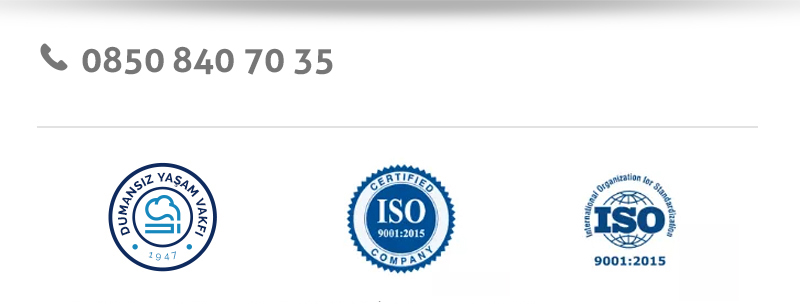 0850 840 70 35
DUMANSIZ YAŞAM VAKFI
1947
CERTIFIED
ISO
9001:2015
COMPANY
International Organization for Standardization
ISO
9001:2015